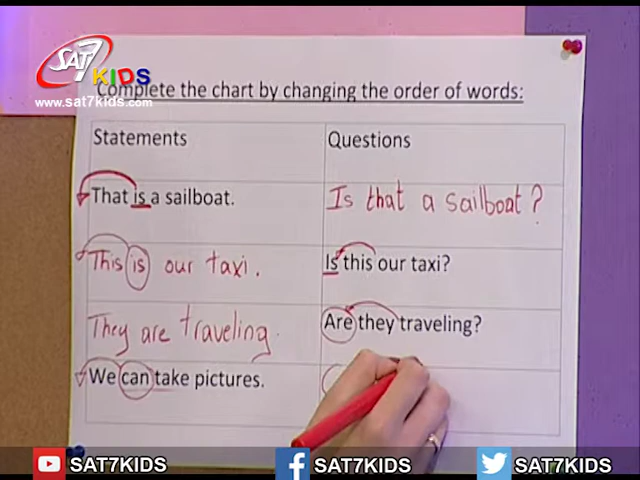 SAT7
KIDS
www.sat7kids.com
Complete the chart by changing the order of words:
Statements Questions
That is a sailboat. Is that a sailboat?
This is our taxi. Is this our taxi?
They are traveling. Are they traveling?
We can take pictures.
SAT7KIDS SAT7KIDS SAT7KIDS